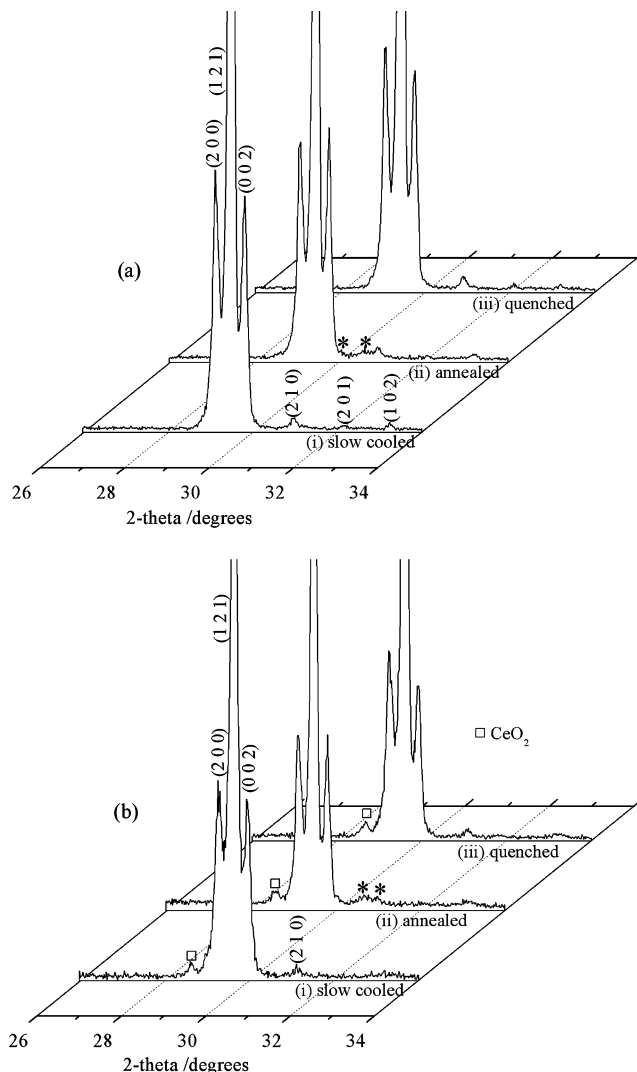 (1 2 1)
(2 0 0)
(0 0 2)
(a)
(iii) quenched
* *
(ii) annealed
(2 1 0)
(2 0 1)
(1 0 2)
(i) slow cooled
26 28 30 32 34
2-theta /degrees
(1 2 1)
(2 0 0)
(0 0 2)
□ CeO₂
(b)
(iii) quenched
* *
(ii) annealed
(2 1 0)
(i) slow cooled
26 28 30 32 34
2-theta /degrees